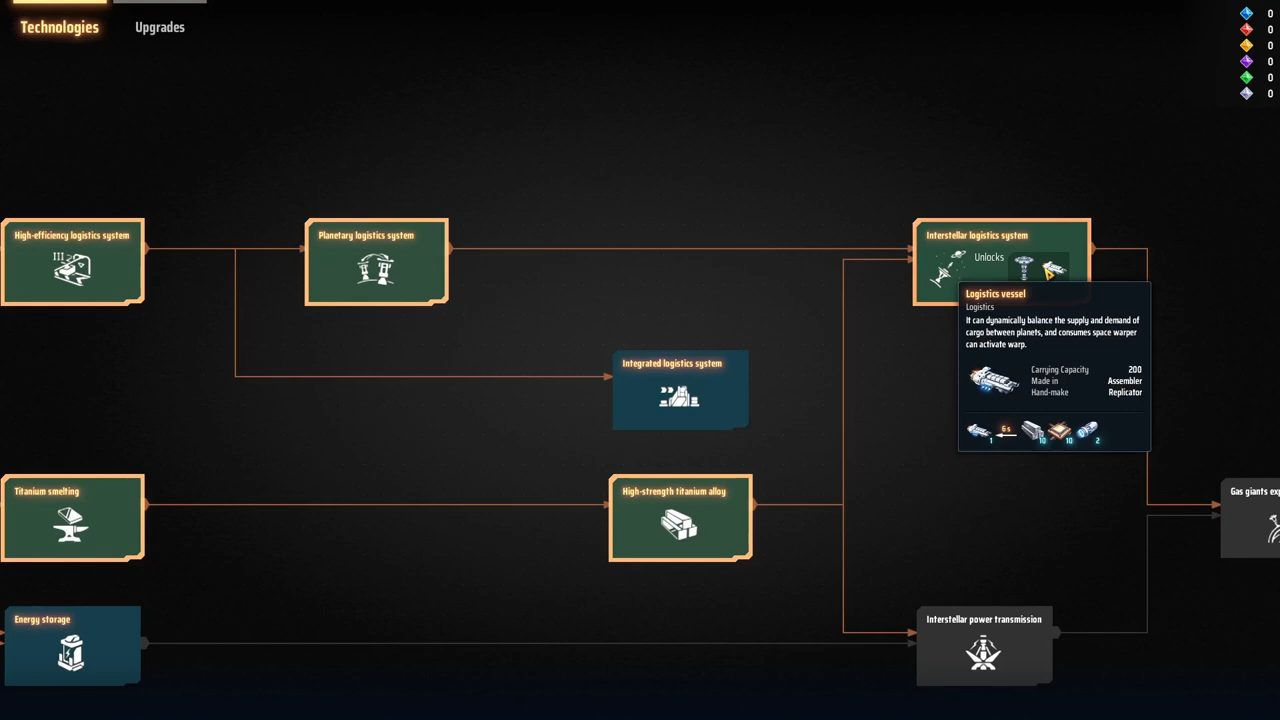 Technologies
Upgrades
0
0
0
0
0
0
High-efficiency logistics system
Planetary logistics system
Interstellar logistics system
Unlocks
Logistics vessel
Logistics
It can dynamically balance the supply and demand of
cargo between planets, and consumes space warper
can activate warp.
Carrying Capacity 200
Made in Assembler
Hand-make Replicator
1 6 s 10 10 2
Integrated logistics system
Titanium smelting
High-strength titanium alloy
Gas giants exp
Energy storage
Interstellar power transmission